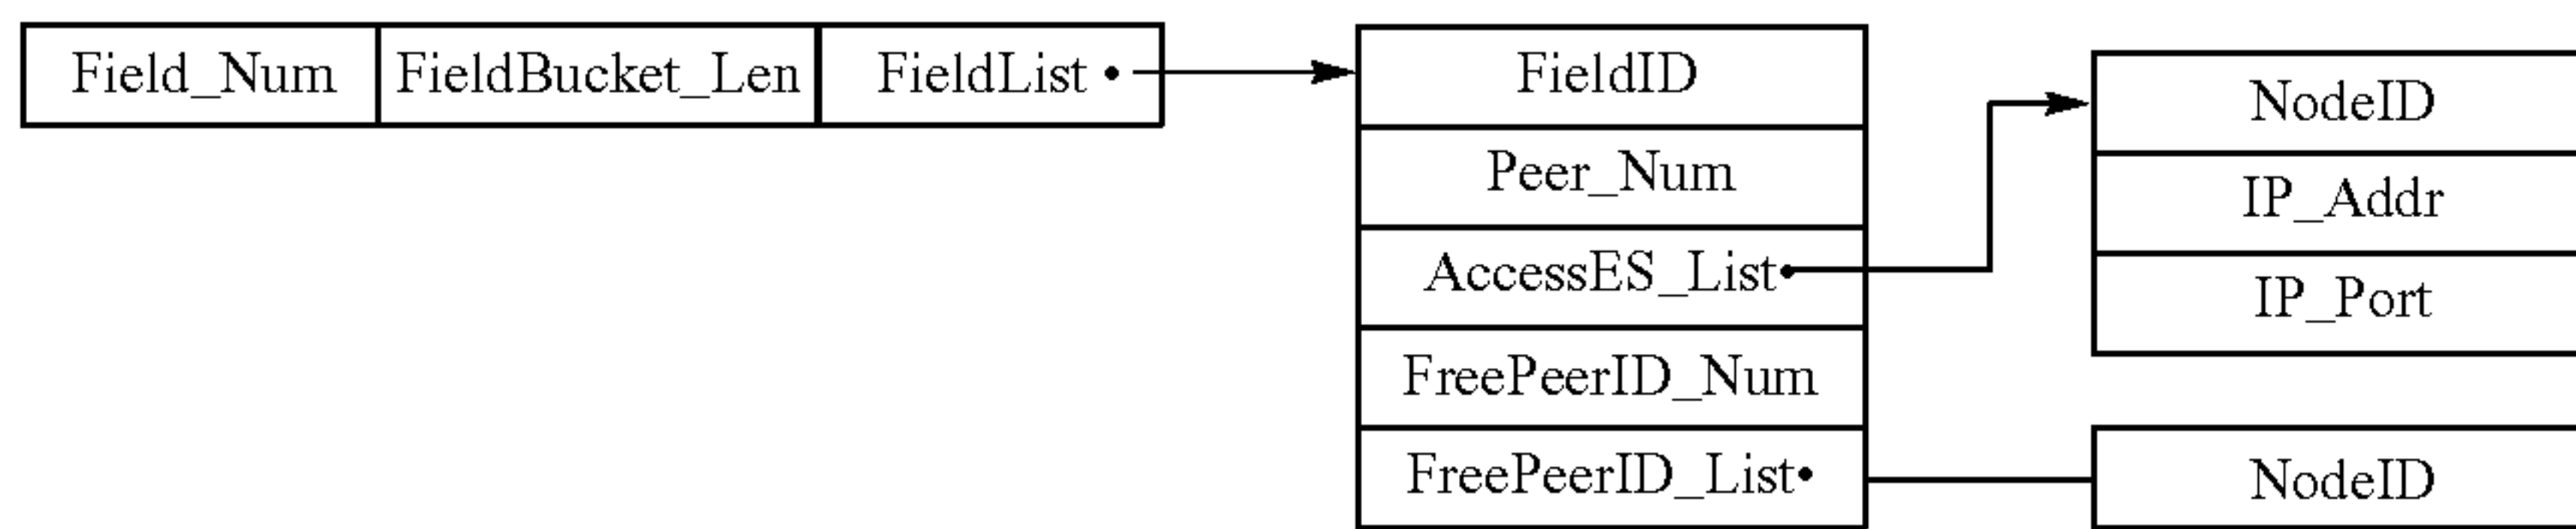 Field_Num FieldBucket_Len FieldList
FieldID
Peer_Num
AccessES_List
FreePeerID_Num
FreePeerID_List
NodeID
IP_Addr
IP_Port
NodeID